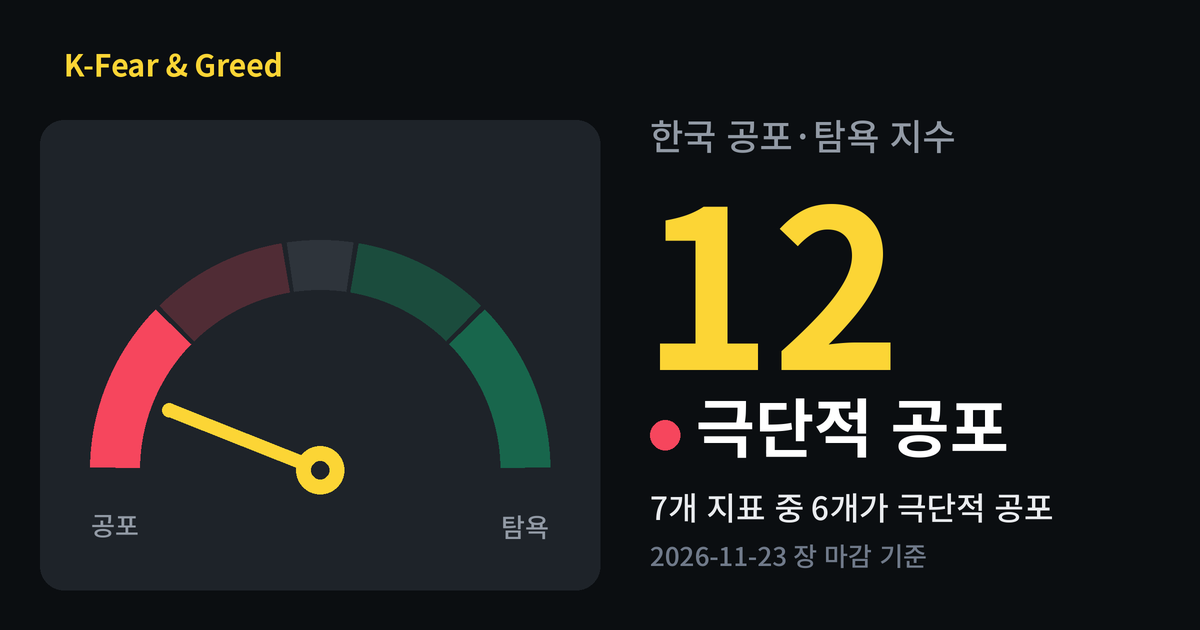 K-Fear & Greed
한국 공포·탐욕 지수
12
극단적 공포
7개 지표 중 6개가 극단적 공포
2026-11-23 장 마감 기준
공포
탐욕